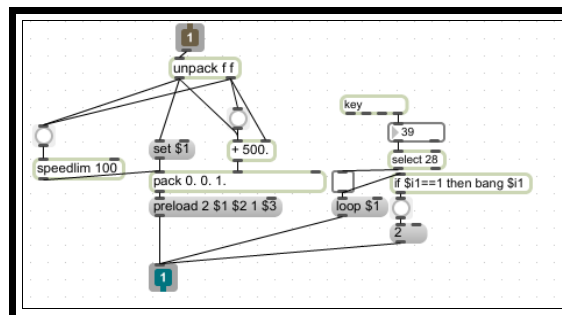 1
unpack f f
key
39
set $1
+ 500.
select 28
speedlim 100
pack 0. 0. 1.
if $i1==1 then bang $i1
preload 2 $1 $2 1 $3
loop $1
2
1